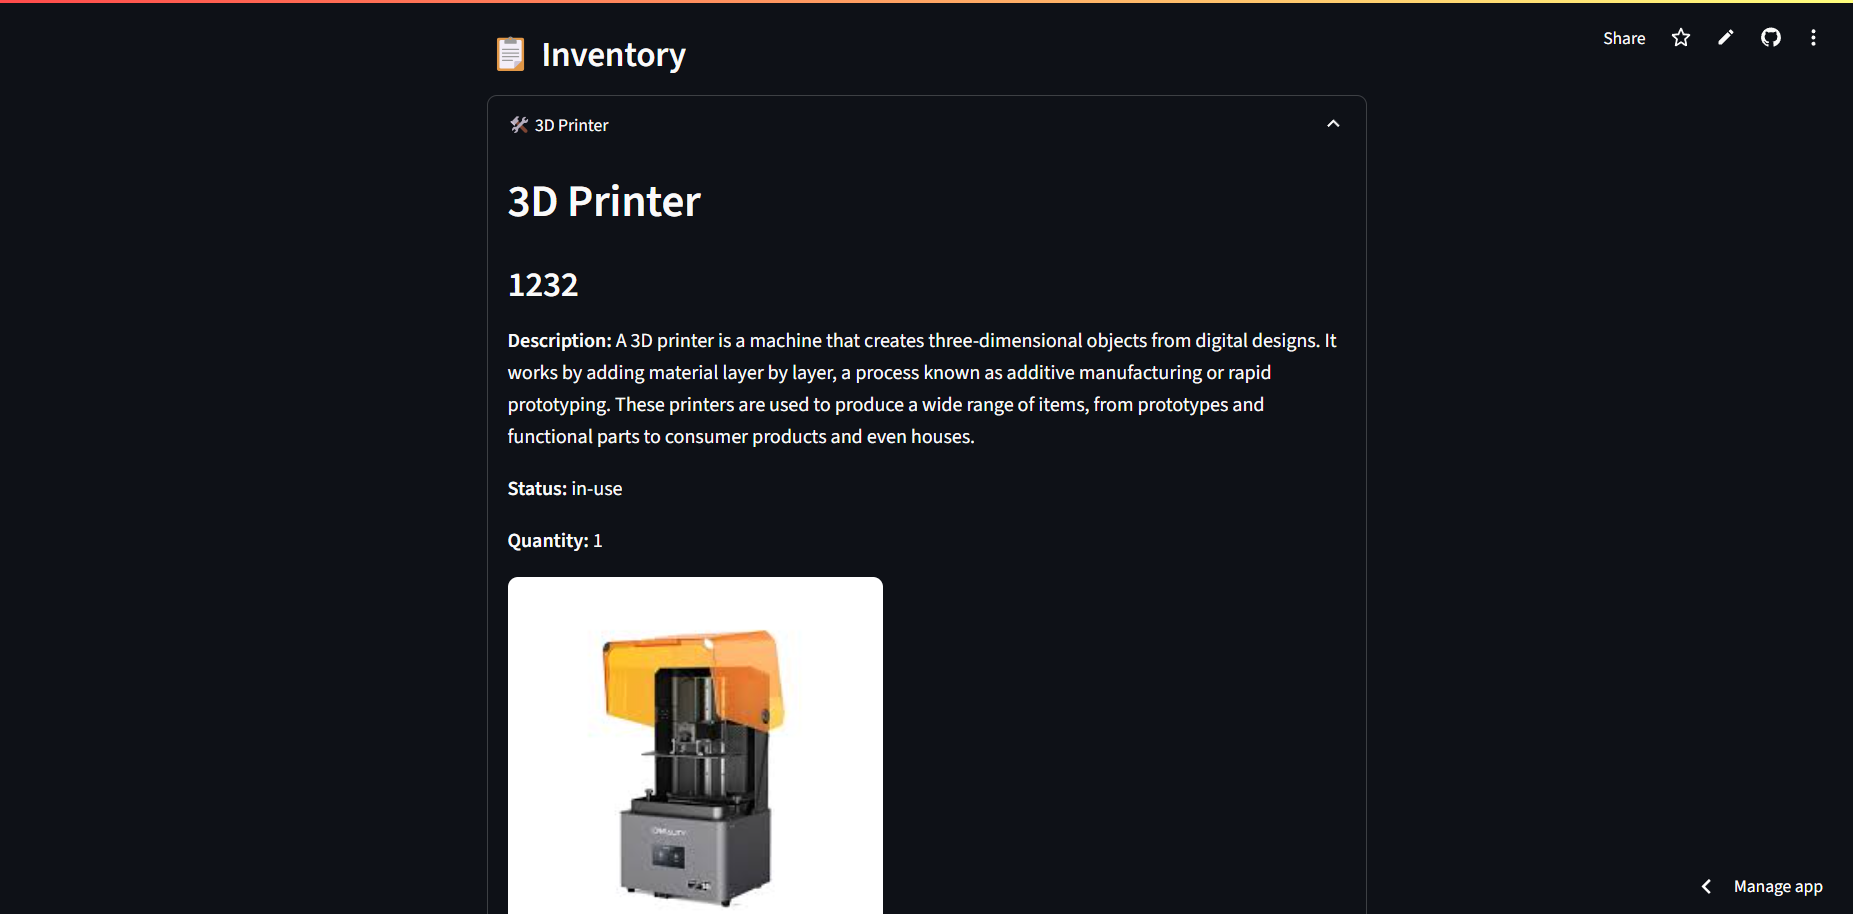 Share
Inventory
3D Printer
3D Printer
1232
Description: A 3D printer is a machine that creates three-dimensional objects from digital designs. It
works by adding material layer by layer, a process known as additive manufacturing or rapid
prototyping. These printers are used to produce a wide range of items, from prototypes and
functional parts to consumer products and even houses.
Status: in-use
Quantity: 1
CREALITY
Manage app